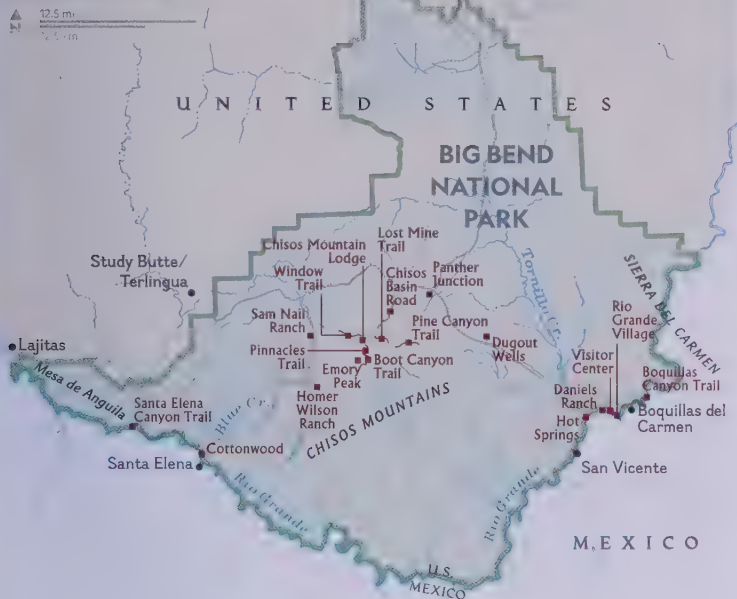 N
12.5 mi
UNITED STATES
BIG BEND
NATIONAL
PARK
Lost Mine
Trail
Chisos Mountain
Lodge
Study Butte/
Terlingua
Window
Trail
Chisos
Basin
Road
Panther
Junction
Tornillo Cr.
SIERRA DEL CARMEN
Sam Nail
Ranch
Rio
Grande
Village
Lajitas
Pinnacles
Trail
Pine Canyon
Trail
Dugout
Wells
Visitor
Center
Boot Canyon
Trail
Emory
Peak
Boquillas
Canyon Trail
Mesa de Anguila
Santa Elena
Canyon Trail
Homer
Wilson
Ranch
Blue Cr.
CHISOS MOUNTAINS
Daniels
Ranch
Hot
Springs
Boquillas del
Carmen
Cottonwood
Santa Elena
San Vicente
Rio Grande
Rio Grande
MEXICO
U.S.
MEXICO